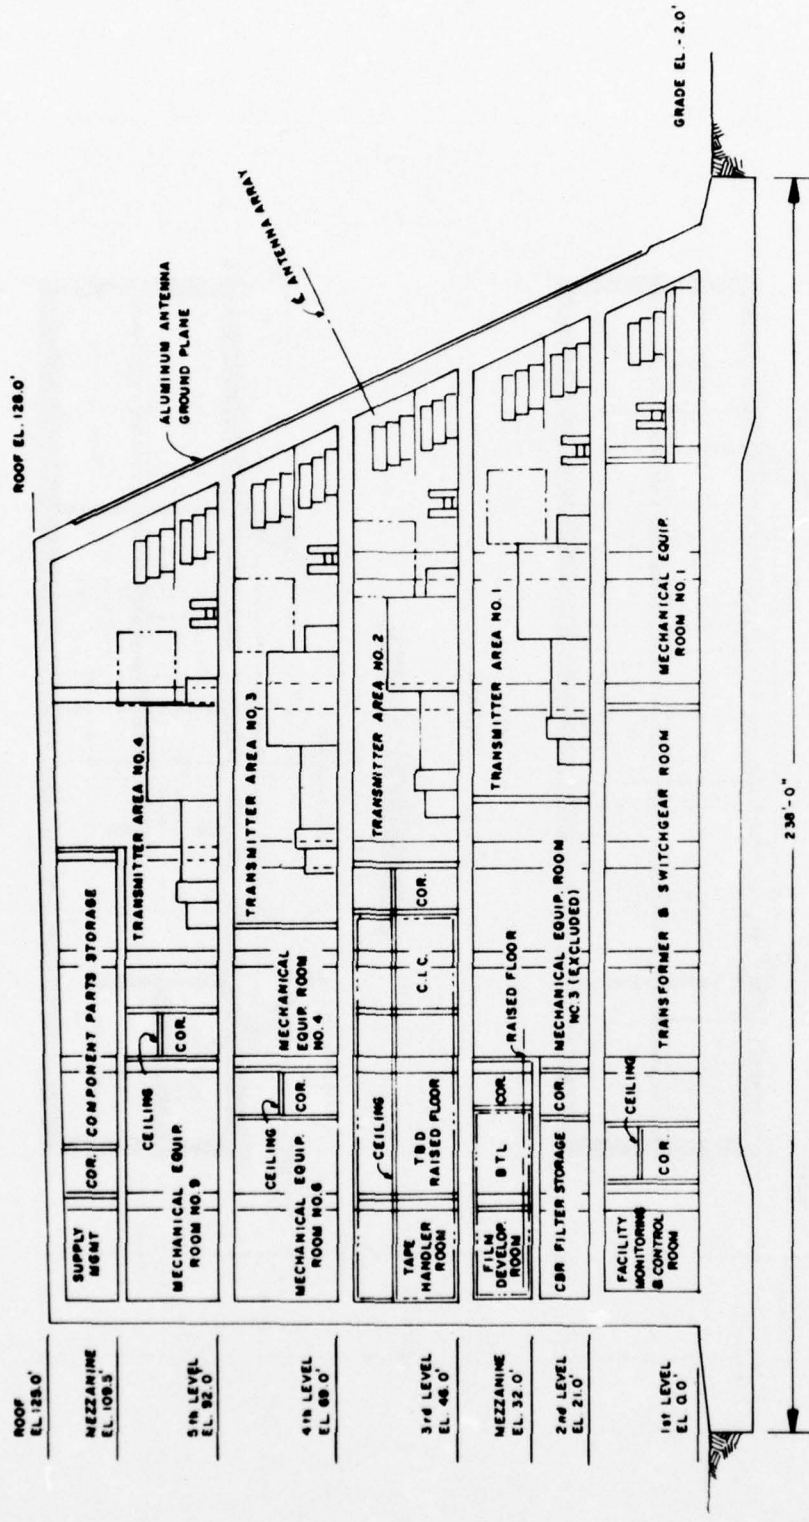 ROOF EL. 128.0'
ALUMINUM ANTENNA
GROUND PLANE
℄ ANTENNA ARRAY
GRADE EL. - 2.0'
ROOF
EL. 129.0'
MEZZANINE
EL. 109.5'
5th LEVEL
EL. 92.0'
4th LEVEL
EL. 69.0'
3rd LEVEL
EL. 46.0'
MEZZANINE
EL. 32.0'
2nd LEVEL
EL. 21.0'
1st LEVEL
EL. 0.0'
SUPPLY
MGMT
COR.
COMPONENT PARTS STORAGE
MECHANICAL EQUIP.
ROOM NO. 9
CEILING
COR.
TRANSMITTER AREA NO. 4
MECHANICAL EQUIP.
ROOM NO. 6
CEILING
COR.
MECHANICAL
EQUIP. ROOM
NO. 4
TRANSMITTER AREA NO. 3
TAPE
HANDLER
ROOM
CEILING
TBD
RAISED FLOOR
C.I.C.
COR.
TRANSMITTER AREA NO. 2
FILM
DEVELOP.
ROOM
BTL
COR.
RAISED FLOOR
TRANSMITTER AREA NO. 1
CBR FILTER STORAGE
COR.
MECHANICAL EQUIP. ROOM
NO. 3 (EXCLUDED)
FACILITY
MONITORING
& CONTROL
ROOM
CEILING
COR.
TRANSFORMER & SWITCHGEAR ROOM
MECHANICAL EQUIP.
ROOM NO. 1
238'-0"